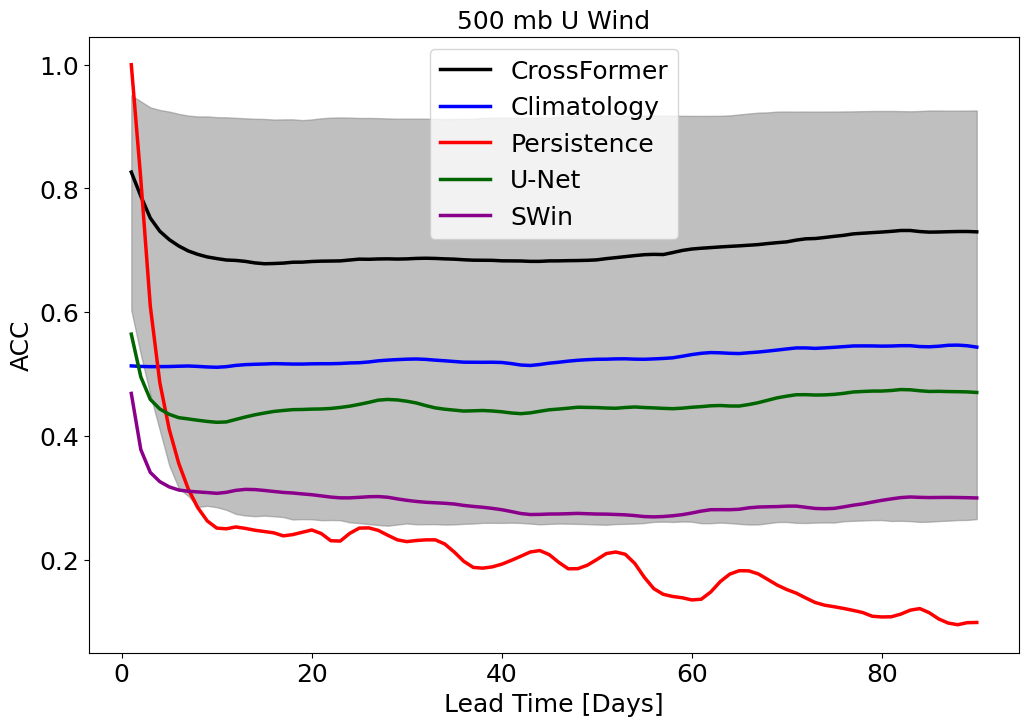 500 mb U Wind
CrossFormer
Climatology
Persistence
U-Net
SWin
ACC
1.0
0.8
0.6
0.4
0.2
0
20
40
60
80
Lead Time [Days]